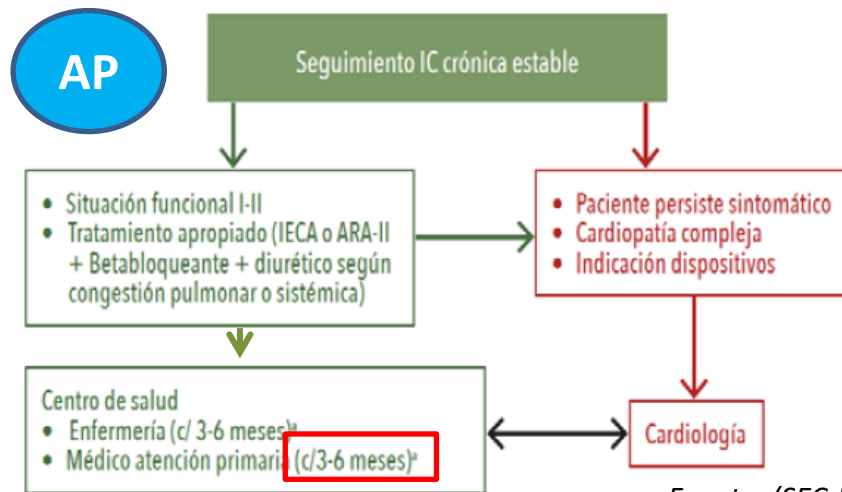 AP
Seguimiento IC crónica estable
• Situación funcional I-II
• Tratamiento apropiado (IECA o ARA-II
+ Betabloqueante + diurético según
congestión pulmonar o sistémica)
• Paciente persiste sintomático
• Cardiopatía compleja
• Indicación dispositivos
Centro de salud
• Enfermería (c/ 3-6 meses)ª
• Médico atención primaria (c/3-6 meses)ª
Cardiología